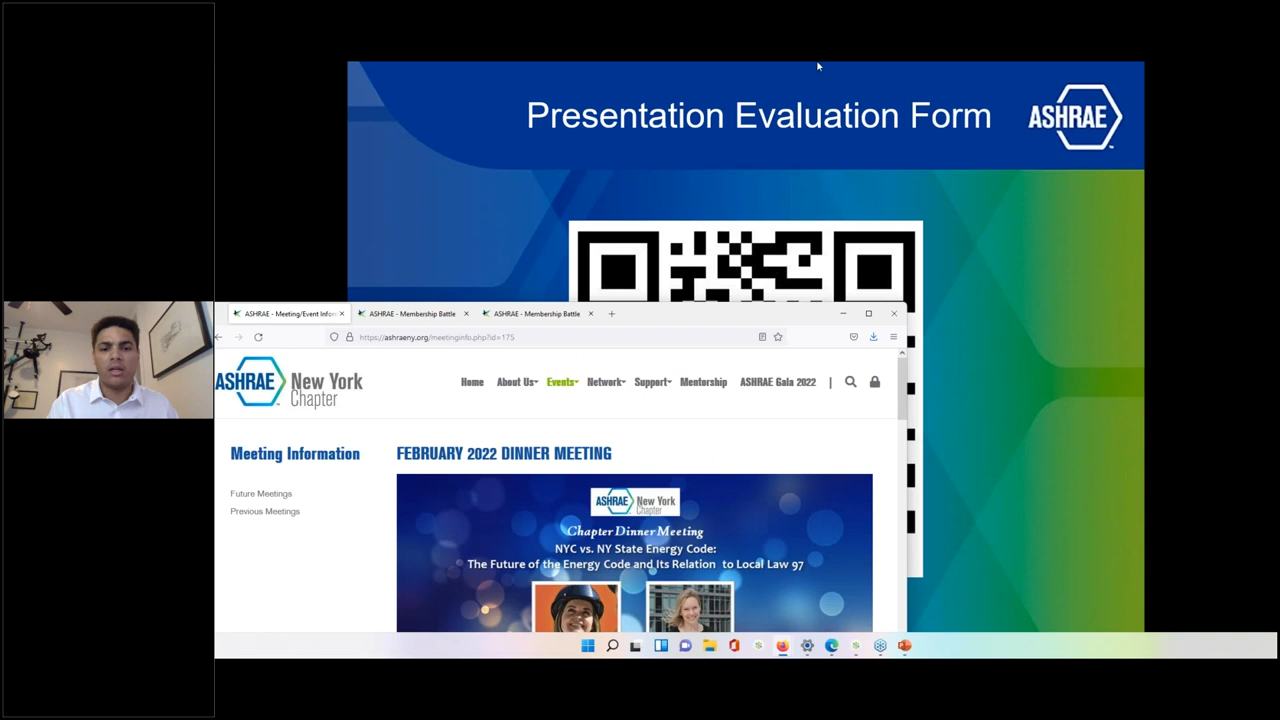 Presentation Evaluation Form
ASHRAE
ASHRAE - Meeting/Event Infor
ASHRAE - Membership Battle
ASHRAE - Membership Battle
https://ashraeny.org/meetinginfo.php?id=175
ASHRAE New York
Chapter
Home About Us Events Network Support Mentorship ASHRAE Gala 2022 |
Meeting Information
Future Meetings
Previous Meetings
FEBRUARY 2022 DINNER MEETING
ASHRAE New York
Chapter
Chapter Dinner Meeting
NYC vs. NY State Energy Code:
The Future of the Energy Code and Its Relation to Local Law 97